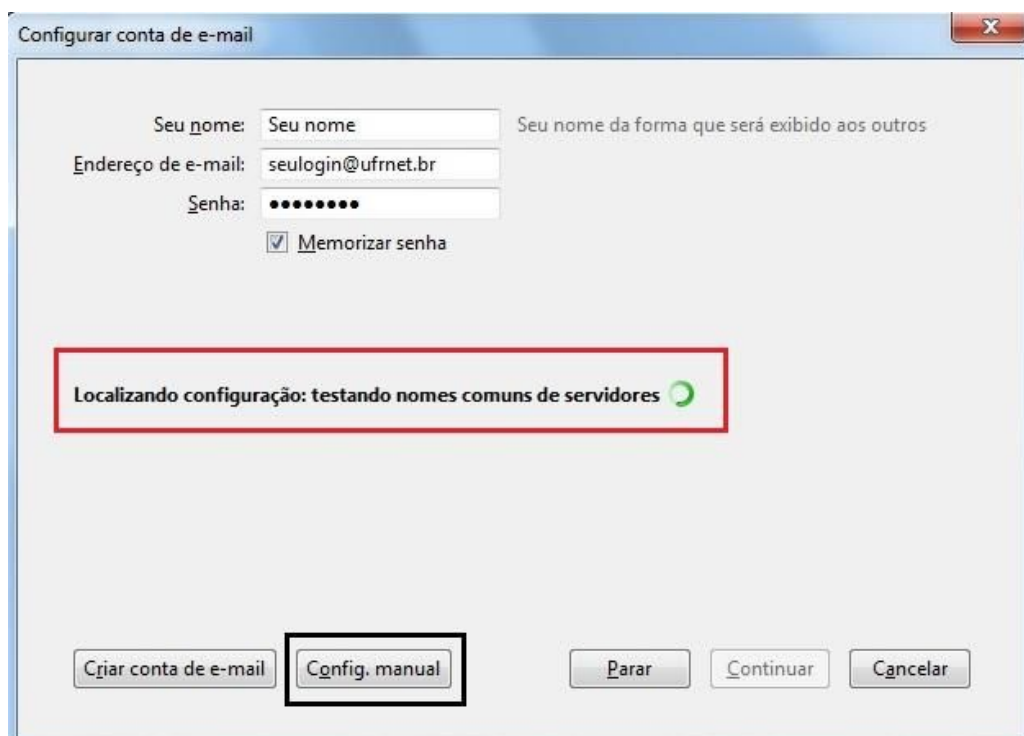 Configurar conta de e-mail
Seu nome: Seu nome Seu nome da forma que será exibido aos outros
Endereço de e-mail: seulogin@ufrnet.br
Senha: ●●●●●●●●
Memorizar senha
Localizando configuração: testando nomes comuns de servidores
Criar conta de e-mail Config. manual Parar Continuar Cancelar